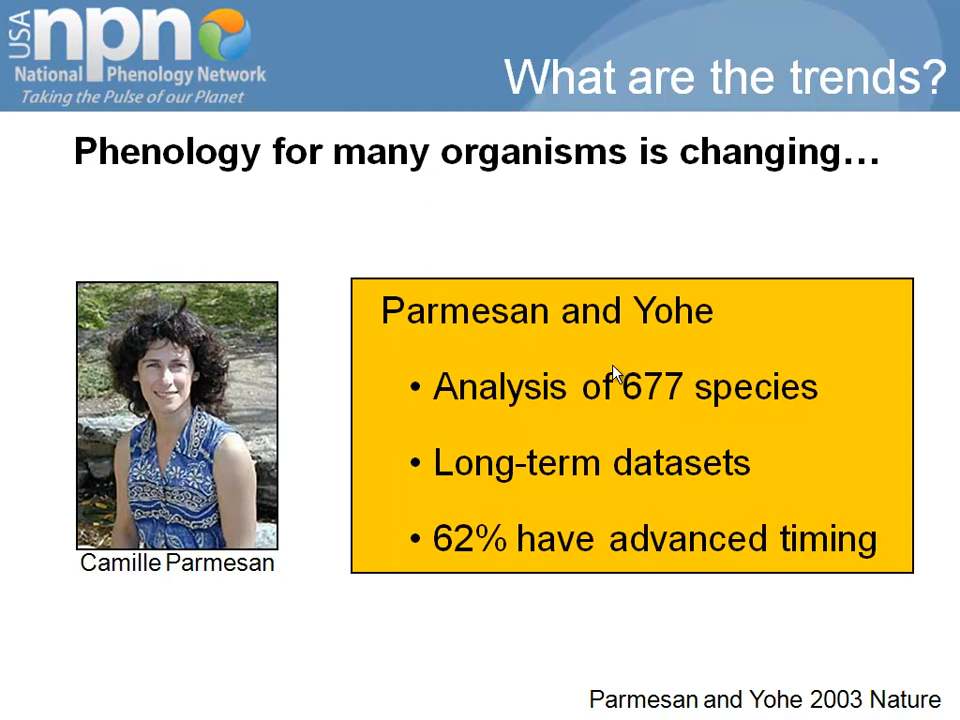 USA npn
National Phenology Network
Taking the Pulse of our Planet
What are the trends?
Phenology for many organisms is changing…
Parmesan and Yohe
• Analysis of 677 species
• Long-term datasets
• 62% have advanced timing
Camille Parmesan
Parmesan and Yohe 2003 Nature